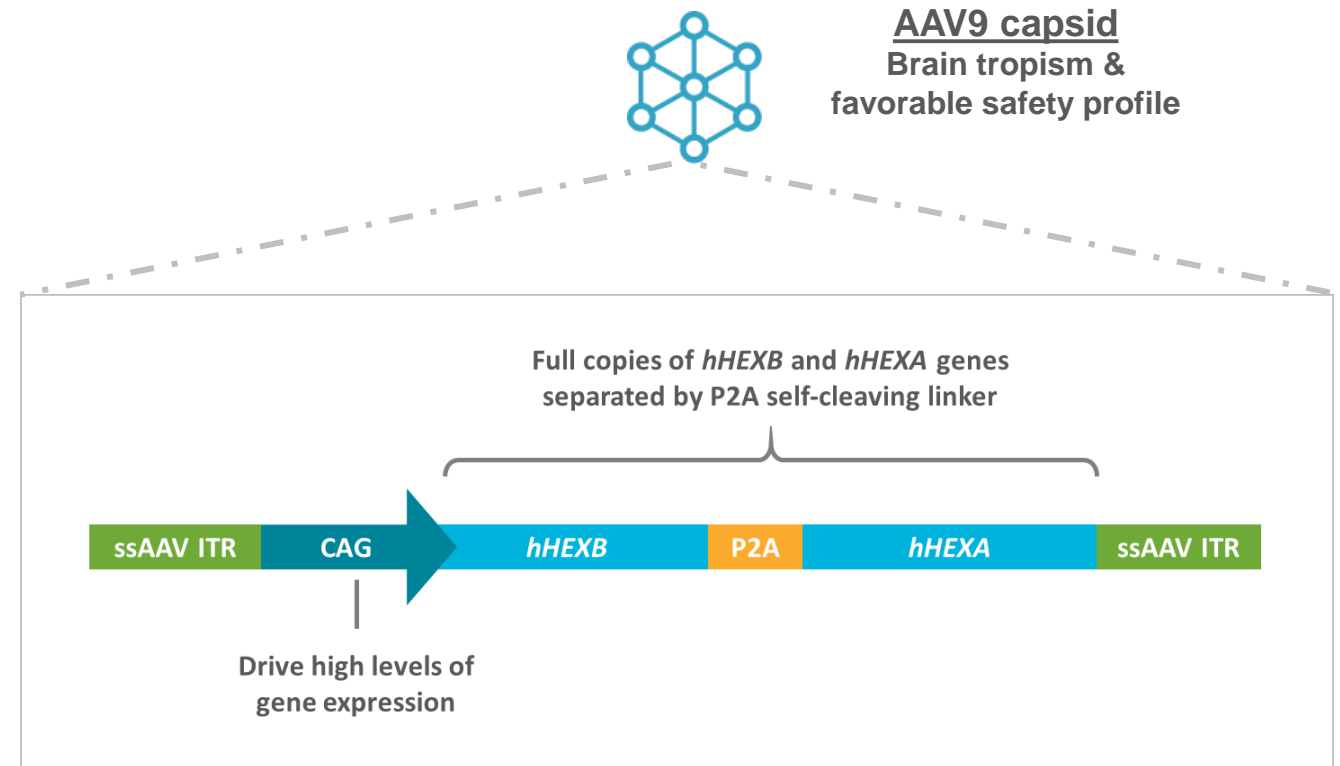 AAV9 capsid
Brain tropism &
favorable safety profile
Full copies of hHEXB and hHEXA genes
separated by P2A self-cleaving linker
ssAAV ITR
CAG
hHEXB
P2A
hHEXA
ssAAV ITR
Drive high levels of
gene expression